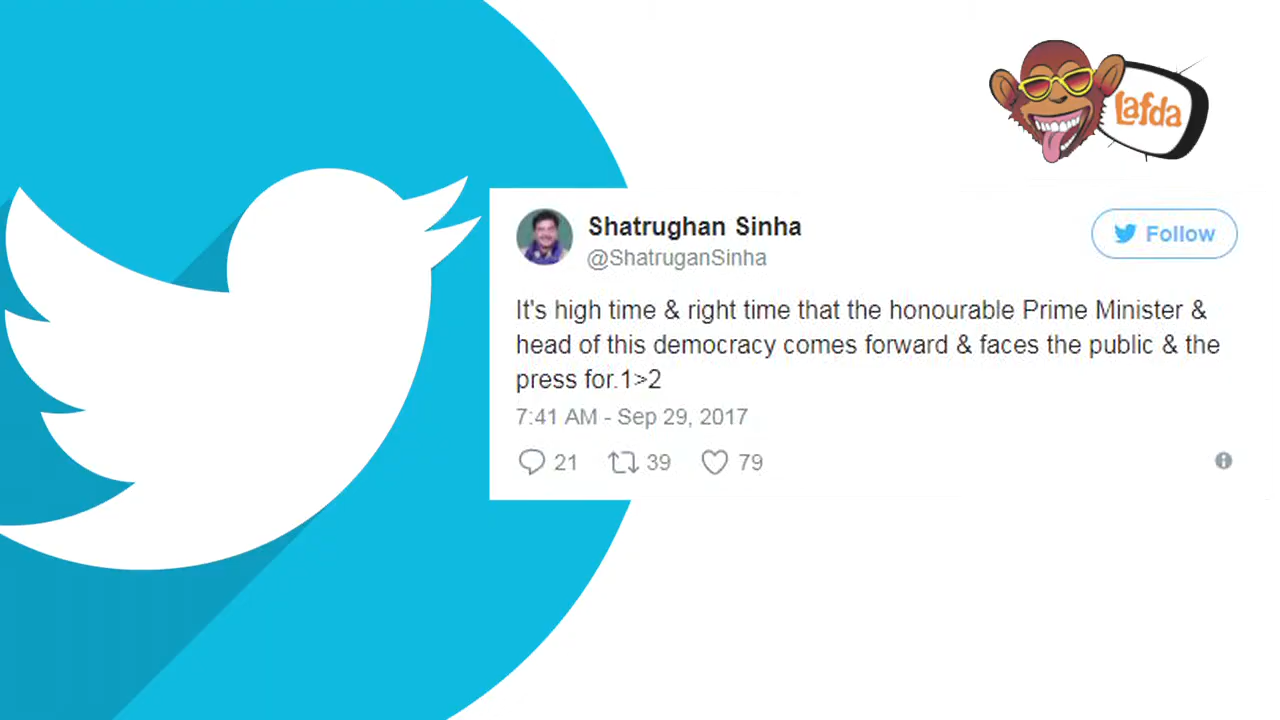 Lafda
Shatrughan Sinha
@ShatruganSinha
Follow
It's high time & right time that the honourable Prime Minister &
head of this democracy comes forward & faces the public & the
press for.1>2
7:41 AM - Sep 29, 2017
21 39 79